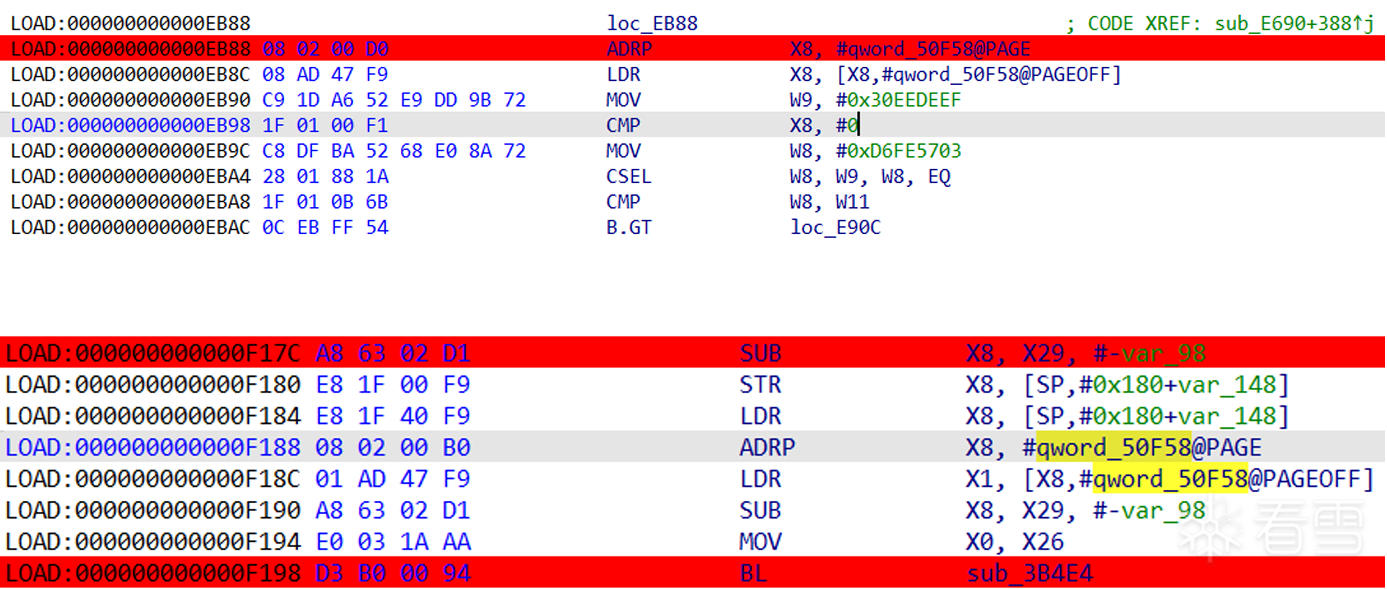 LOAD:000000000000EB88 loc_EB88 ; CODE XREF: sub_E690+388↑j
LOAD:000000000000EB88 08 02 00 D0 ADRP X8, #qword_50F58@PAGE
LOAD:000000000000EB8C 08 AD 47 F9 LDR X8, [X8,#qword_50F58@PAGEOFF]
LOAD:000000000000EB90 C9 1D A6 52 E9 DD 9B 72 MOV W9, #0x30EEDEEF
LOAD:000000000000EB98 1F 01 00 F1 CMP X8, #0
LOAD:000000000000EB9C C8 DF BA 52 68 E0 8A 72 MOV W8, #0xD6FE5703
LOAD:000000000000EBA4 28 01 88 1A CSEL W8, W9, W8, EQ
LOAD:000000000000EBA8 1F 01 0B 6B CMP W8, W11
LOAD:000000000000EBAC 0C EB FF 54 B.GT loc_E90C
LOAD:000000000000F17C A8 63 02 D1 SUB X8, X29, #-var_98
LOAD:000000000000F180 E8 1F 00 F9 STR X8, [SP,#0x180+var_148]
LOAD:000000000000F184 E8 1F 40 F9 LDR X8, [SP,#0x180+var_148]
LOAD:000000000000F188 08 02 00 B0 ADRP X8, #qword_50F58@PAGE
LOAD:000000000000F18C 01 AD 47 F9 LDR X1, [X8,#qword_50F58@PAGEOFF]
LOAD:000000000000F190 A8 63 02 D1 SUB X8, X29, #-var_98
LOAD:000000000000F194 E0 03 1A AA MOV X0, X26
LOAD:000000000000F198 D3 B0 00 94 BL sub_3B4E4
看雪